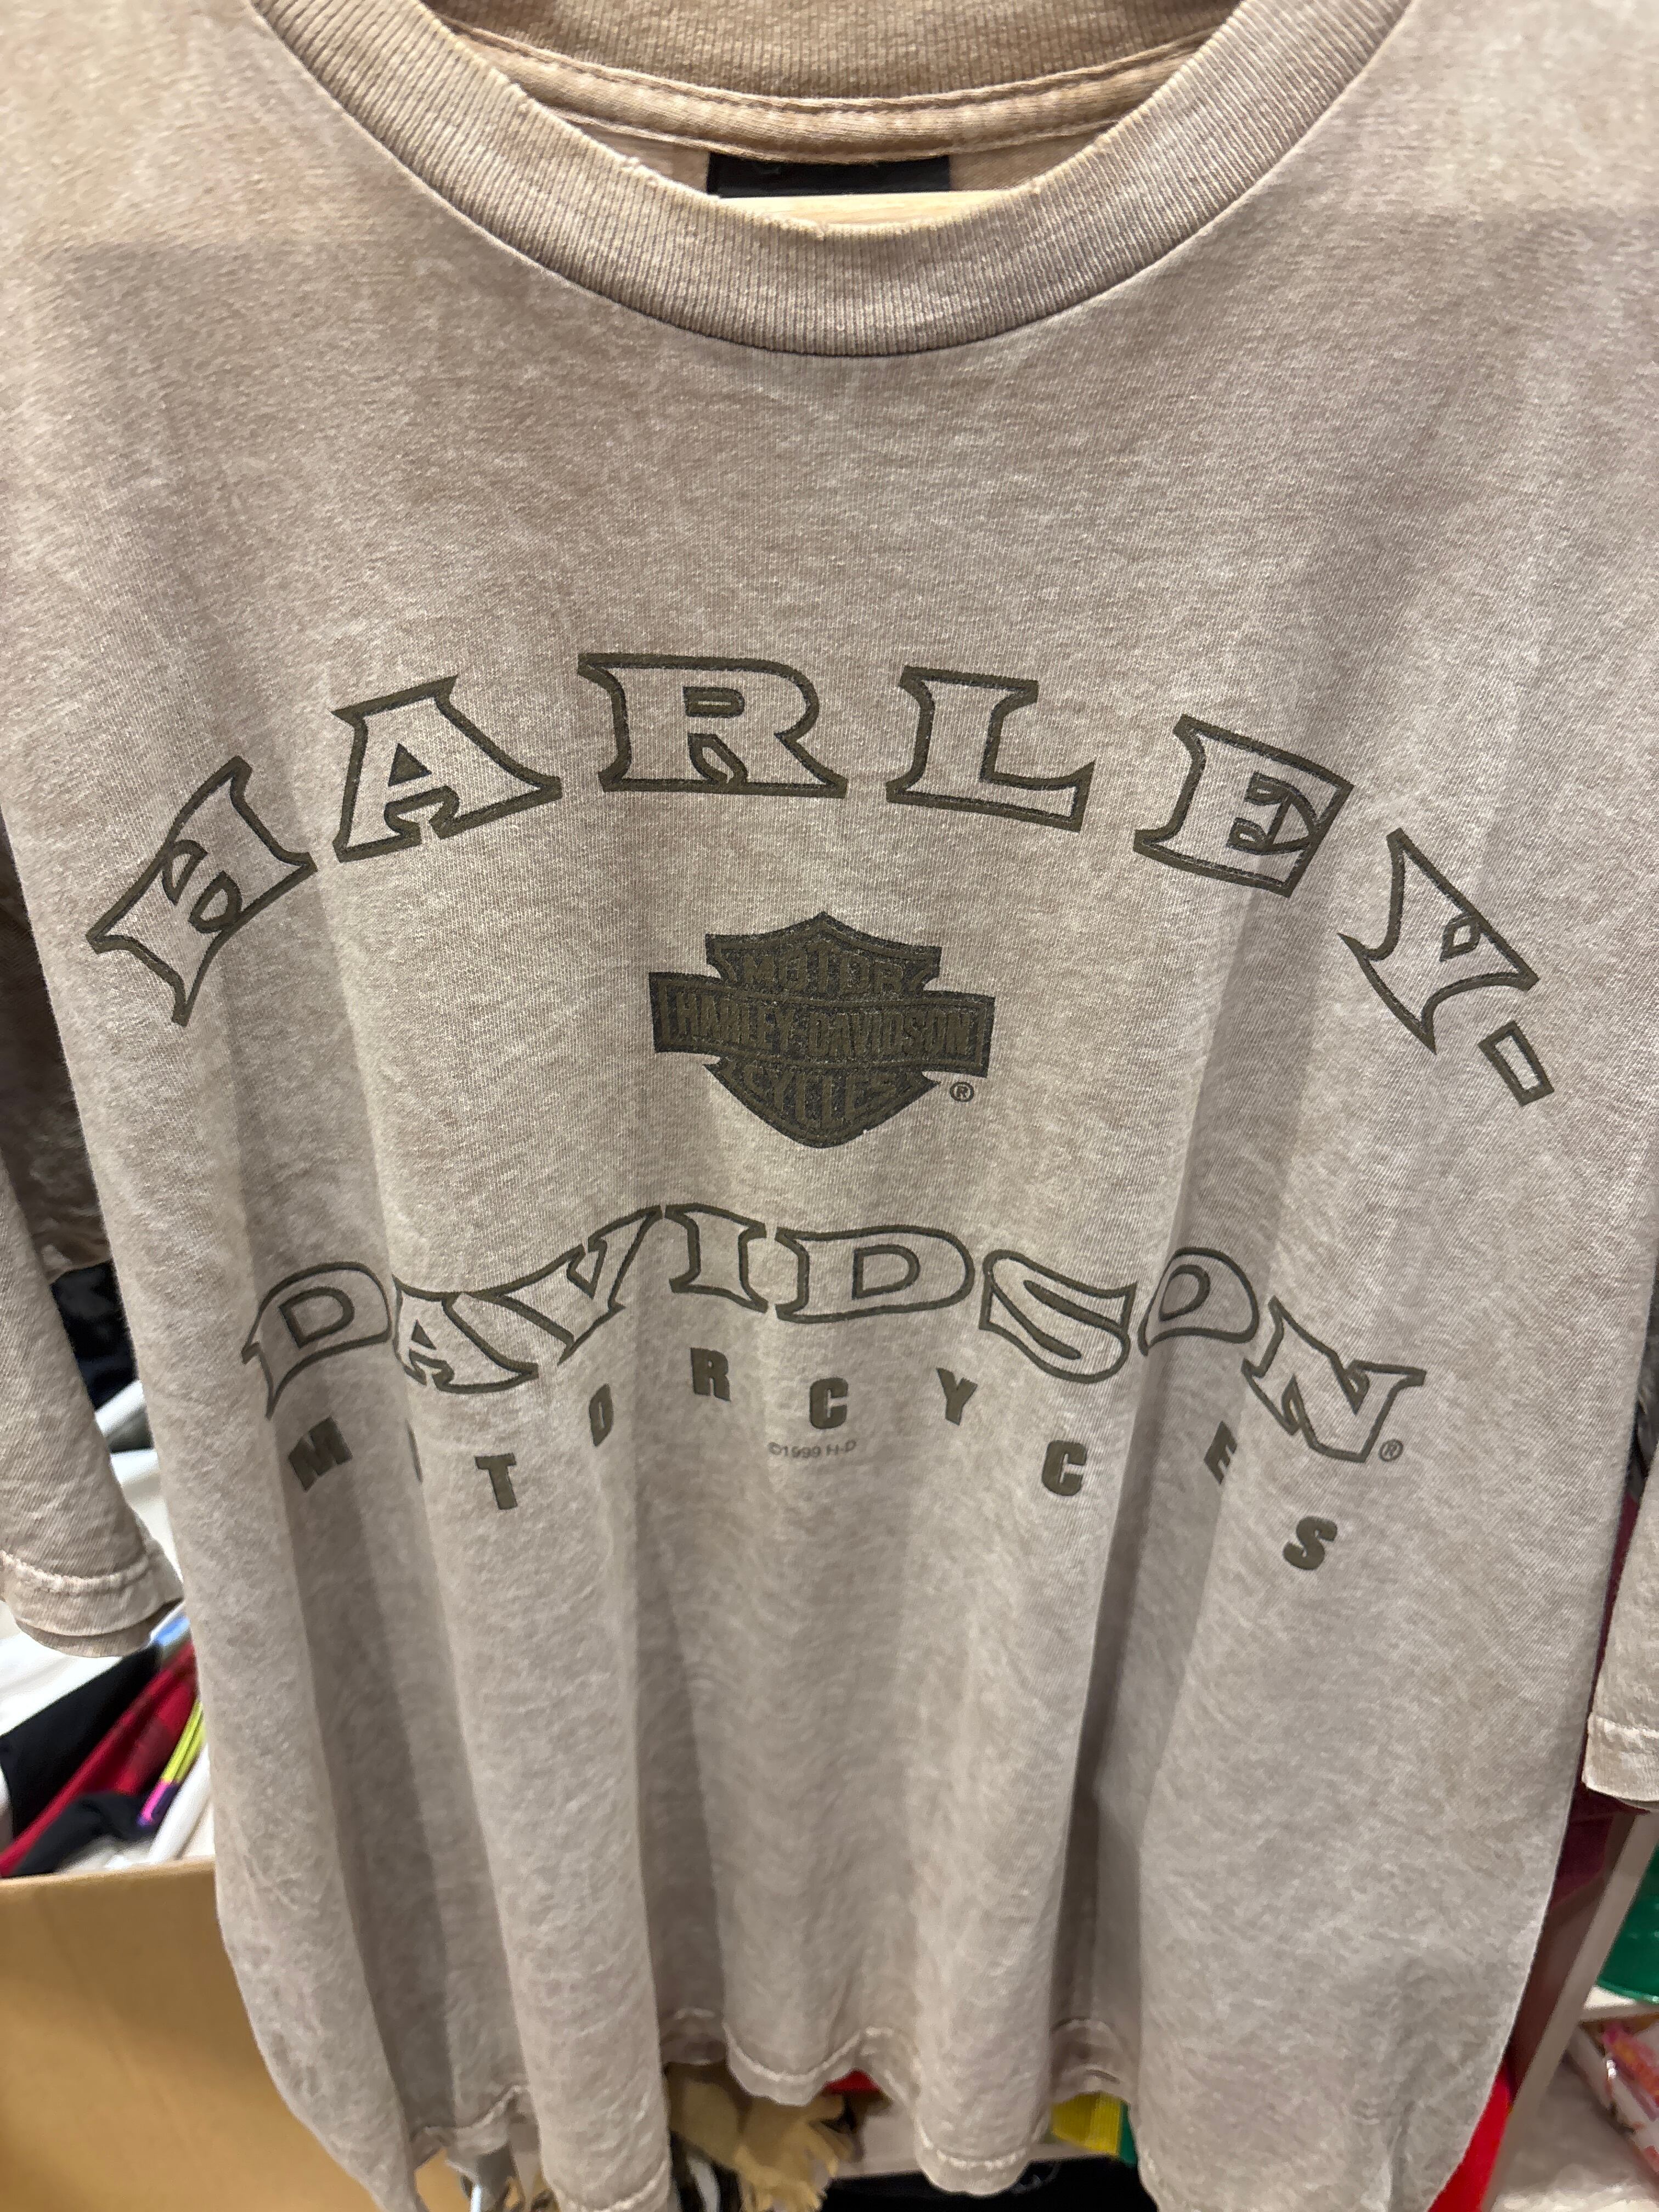 HARLEY-
MOTOR
HARLEY-DAVIDSON
CYCLES
®
DAVIDSON
®
MOTORCYCLES
©1999 H-D